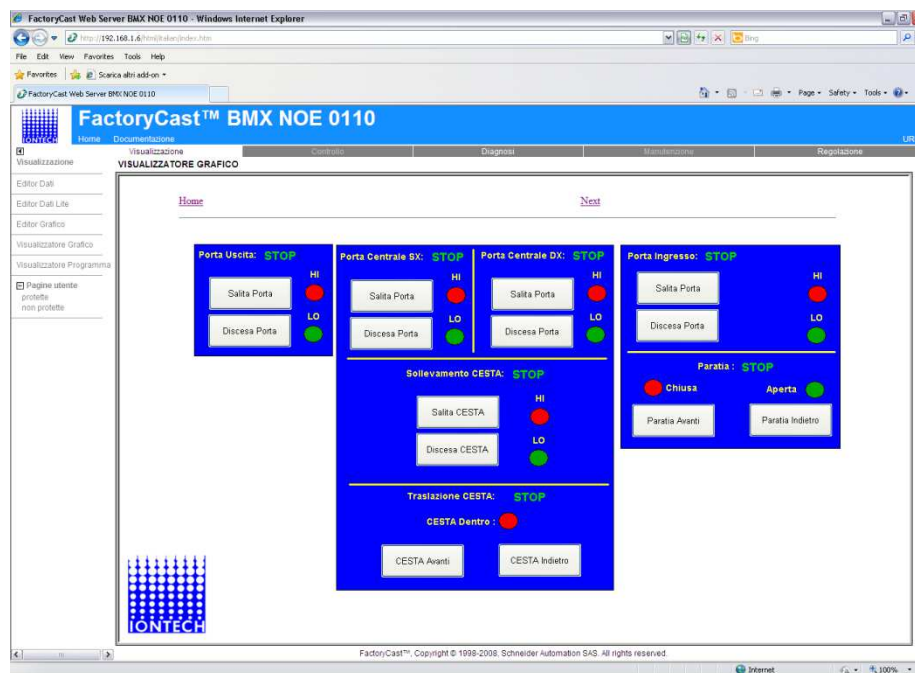 FactoryCast Web Server BMX NOE 0110 - Windows Internet Explorer
http://192.168.1.6/html/italian/index.htm
Bing
File Edit View Favorites Tools Help
Favorites Scarica altri add-on
FactoryCast Web Server BMX NOE 0110
Page Safety Tools
FactoryCast™ BMX NOE 0110
IONTECH
Home Documentazione UR
Visualizzazione Controllo Diagnosi Manutenzione Regolazione
Visualizzazione
VISUALIZZATORE GRAFICO
Editor Dati
Editor Dati Lite
Editor Grafico
Visualizzatore Grafico
Visualizzatore Programma
Pagine utente
protette
non protette
Home Next
Porta Uscita: STOP
HI
Salita Porta
LO
Discesa Porta
Porta Centrale SX: STOP
HI
Salita Porta
LO
Discesa Porta
Porta Centrale DX: STOP
HI
Salita Porta
LO
Discesa Porta
Porta Ingresso: STOP
HI
Salita Porta
LO
Discesa Porta
Sollevamento CESTA: STOP
HI
Salita CESTA
LO
Discesa CESTA
Paratia : STOP
Chiusa Aperta
Paratia Avanti Paratia Indietro
Traslazione CESTA: STOP
CESTA Dentro :
CESTA Avanti CESTA Indietro
IONTECH
FactoryCast™, Copyright © 1998-2008, Schneider Automation SAS. All rights reserved.
Internet 100%